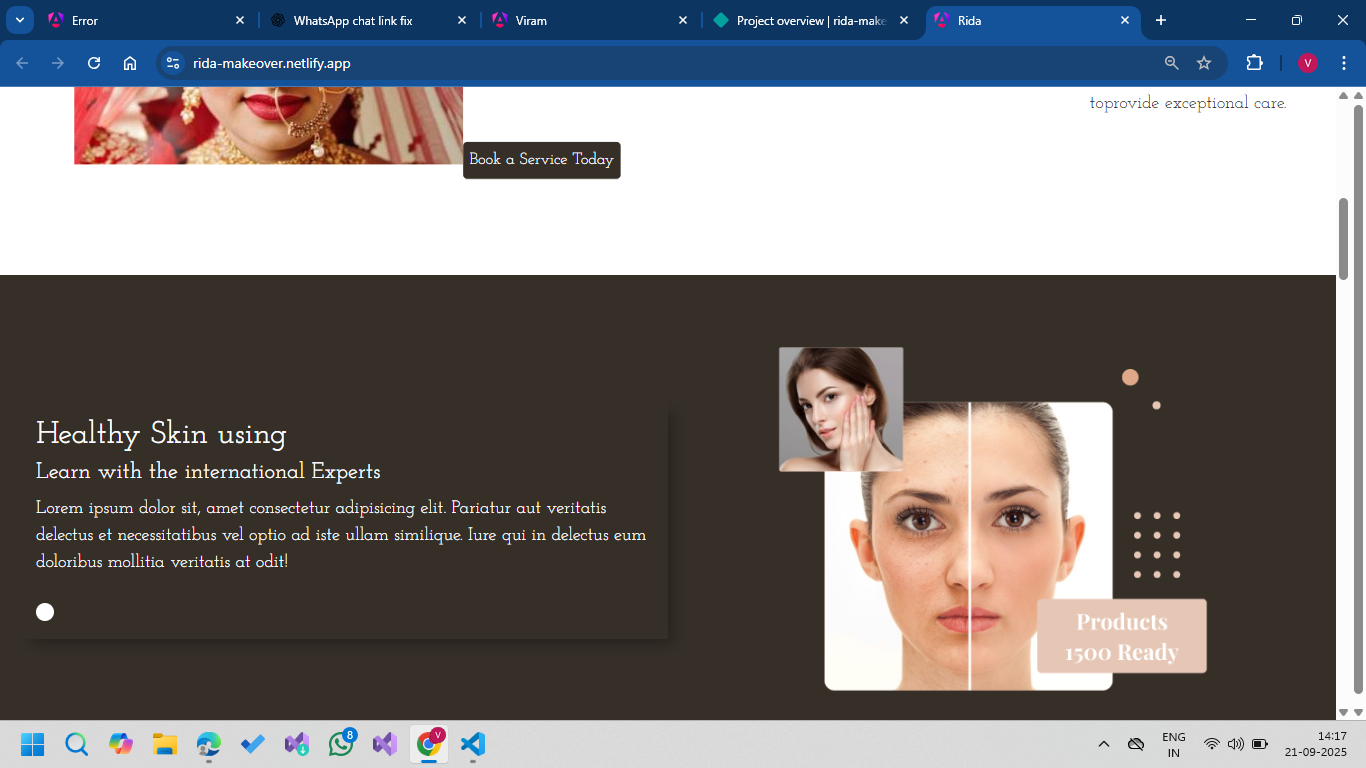 Error
WhatsApp chat link fix
Viram
Project overview | rida-make
Rida
rida-makeover.netlify.app
V
toprovide exceptional care.
Book a Service Today
Healthy Skin using
Learn with the international Experts
Lorem ipsum dolor sit, amet consectetur adipisicing elit. Pariatur aut veritatis
delectus et necessitatibus vel optio ad iste ullam similique. Iure qui in delectus eum
doloribus mollitia veritatis at odit!
Products
1500 Ready
8
V
ENG
IN
14:17
21-09-2025